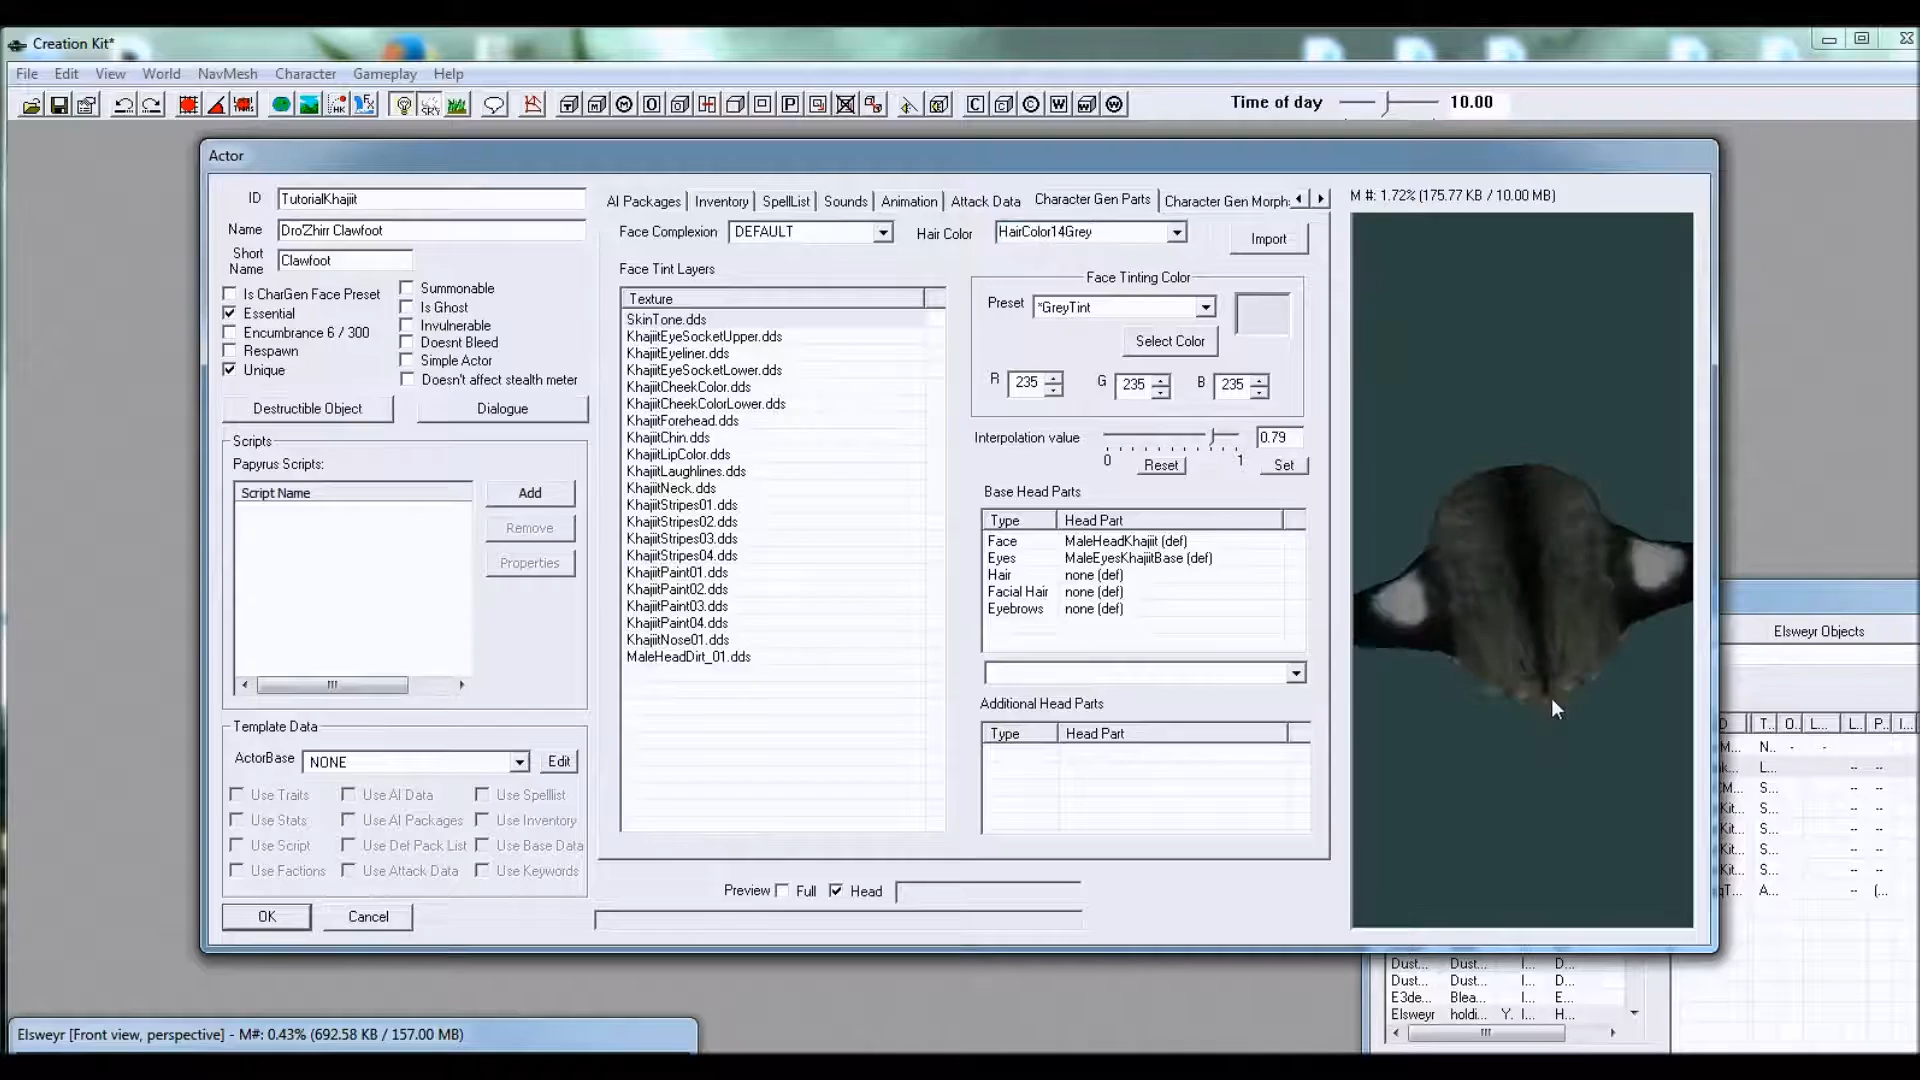 Creation Kit*
File Edit View World NavMesh Character Gameplay Help
Time of day 10.00
Actor
ID TutorialKhajiit
Name Dro'Zhirr Clawfoot
Short Name Clawfoot
Is CharGen Face Preset
Essential
Encumbrance 6 / 300
Respawn
Unique
Summonable
Is Ghost
Invulnerable
Doesnt Bleed
Simple Actor
Doesn't affect stealth meter
Destructible Object Dialogue
Scripts
Papyrus Scripts:
Script Name
Add
Remove
Properties
Template Data
ActorBase NONE Edit
Use Traits Use AI Data Use Spelllist
Use Stats Use AI Packages Use Inventory
Use Script Use Def Pack List Use Base Data
Use Factions Use Attack Data Use Keywords
OK Cancel
AI Packages Inventory SpellList Sounds Animation Attack Data Character Gen Parts Character Gen Morph
Face Complexion DEFAULT Hair Color HairColor14Grey Import
Face Tint Layers
Texture
SkinTone.dds
KhajiitEyeSocketUpper.dds
KhajiitEyeliner.dds
KhajiitEyeSocketLower.dds
KhajiitCheekColor.dds
KhajiitCheekColorLower.dds
KhajiitForehead.dds
KhajiitChin.dds
KhajiitLipColor.dds
KhajiitLaughlines.dds
KhajiitNeck.dds
KhajiitStripes01.dds
KhajiitStripes02.dds
KhajiitStripes03.dds
KhajiitStripes04.dds
KhajiitPaint01.dds
KhajiitPaint02.dds
KhajiitPaint03.dds
KhajiitPaint04.dds
KhajiitNose01.dds
MaleHeadDirt_01.dds
Face Tinting Color
Preset *GreyTint
Select Color
R 235 G 235 B 235
Interpolation value 0.79
0 Reset 1 Set
Base Head Parts
Type Head Part
Face MaleHeadKhajiit (def)
Eyes MaleEyesKhajiitBase (def)
Hair none (def)
Facial Hair none (def)
Eyebrows none (def)
Additional Head Parts
Type Head Part
Preview Full Head
M #: 1.72% (175.77 KB / 10.00 MB)
Elsweyr Objects
T... O.. L... L.. P.. I...
M... N.. - -
L... -- --
S...
S... -- --
Kit... S... -- --
Kit... S... -- --
Kit... S... -- --
A... -- (...
Dust... Dust... I... D...
Dust... Dust... I... D...
E3de... Blea... I... E...
Elsweyr holdi... Y. I... H...
Elsweyr [Front view, perspective] - M#: 0.43% (692.58 KB / 157.00 MB)